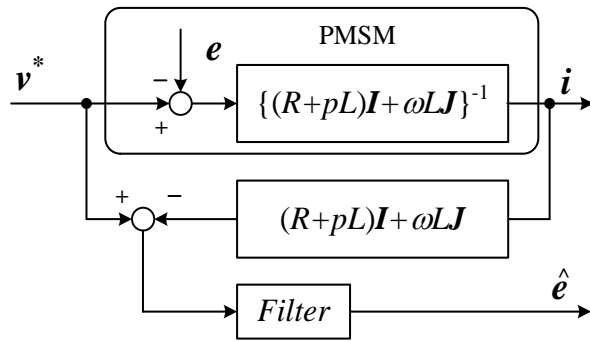 PMSM
v* e − + {(R+pL)I+ωLJ}⁻¹ i
+ − (R+pL)I+ωLJ
Filter ê